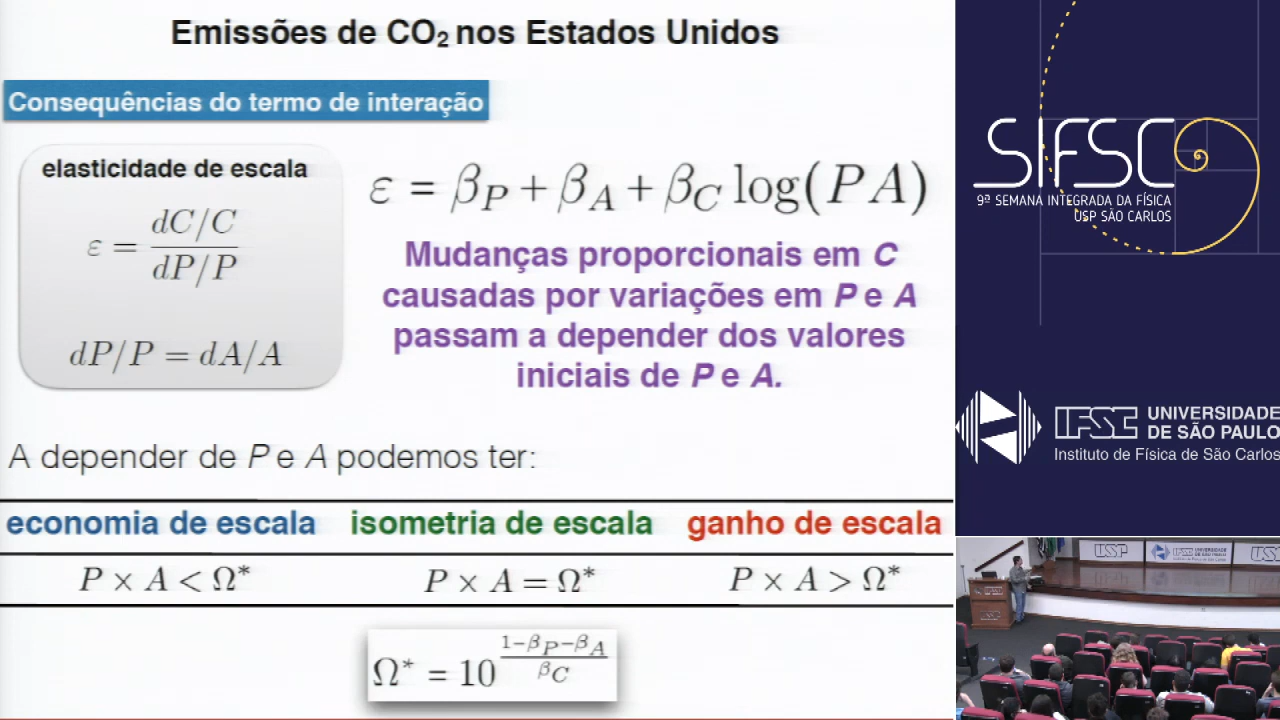 Emissões de CO₂ nos Estados Unidos
Consequências do termo de interação
elasticidade de escala
ε = dC/C / dP/P
dP/P = dA/A
ε = β_P + β_A + β_C log(PA)
Mudanças proporcionais em C
causadas por variações em P e A
passam a depender dos valores
iniciais de P e A.
A depender de P e A podemos ter:
economia de escala isometria de escala ganho de escala
P × A < Ω* P × A = Ω* P × A > Ω*
Ω* = 10^((1−β_P−β_A)/β_C)
SIFSC
9ª SEMANA INTEGRADA DA FÍSICA
USP SÃO CARLOS
IFSC UNIVERSIDADE
DE SÃO PAULO
Instituto de Física de São Carlos
USP
IFSC